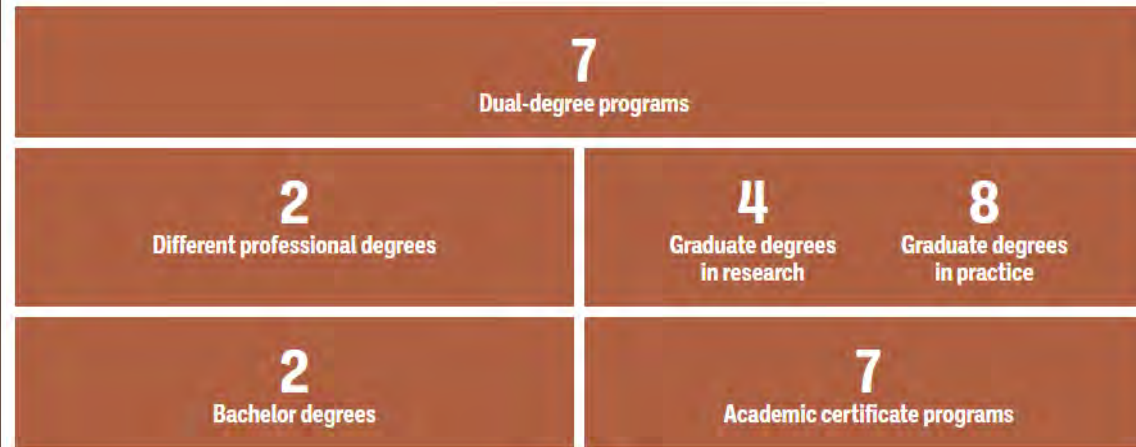 7
Dual-degree programs
2
Different professional degrees
4
Graduate degrees
in research
8
Graduate degrees
in practice
2
Bachelor degrees
7
Academic certificate programs